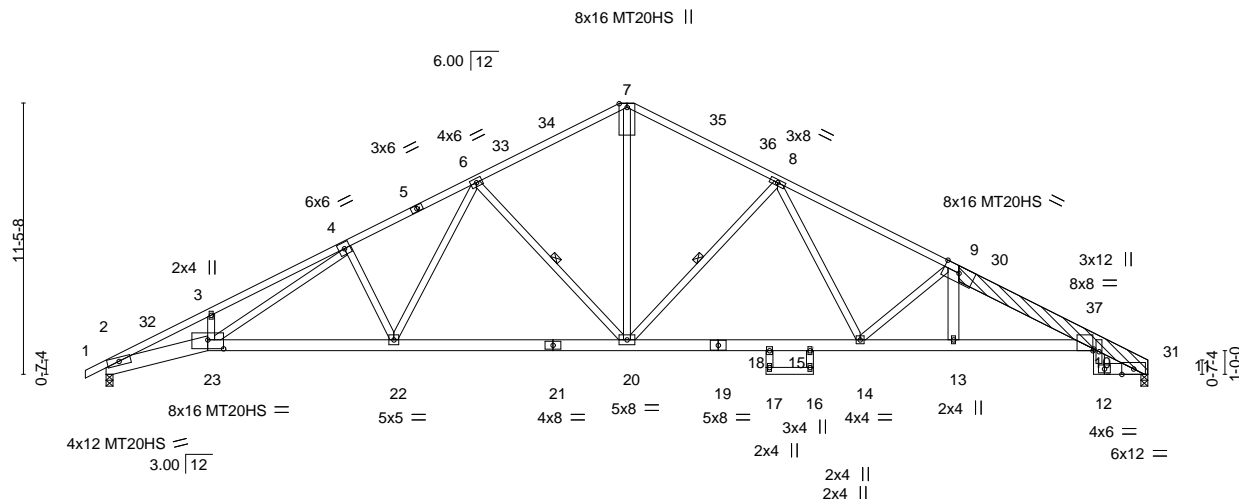 8x16 MT20HS ||
6.00 12
7
34
35
4x6 =
3x6 =
33
36
3x8 =
6
8
5
6x6 =
4
8x16 MT20HS =
9
30
3x12 ||
8x8 =
2x4 ||
3
37
11-5-8
2
32
1
31
0-7-4
18
15
11
0-7-4
1-0-0
23
22
21
20
19
17
16
14
13
12
8x16 MT20HS =
5x5 =
4x8 =
5x8 =
5x8 =
3x4 ||
4x4 =
2x4 ||
4x6 =
4x12 MT20HS =
3.00 12
2x4 ||
6x12 =
2x4 ||
2x4 ||